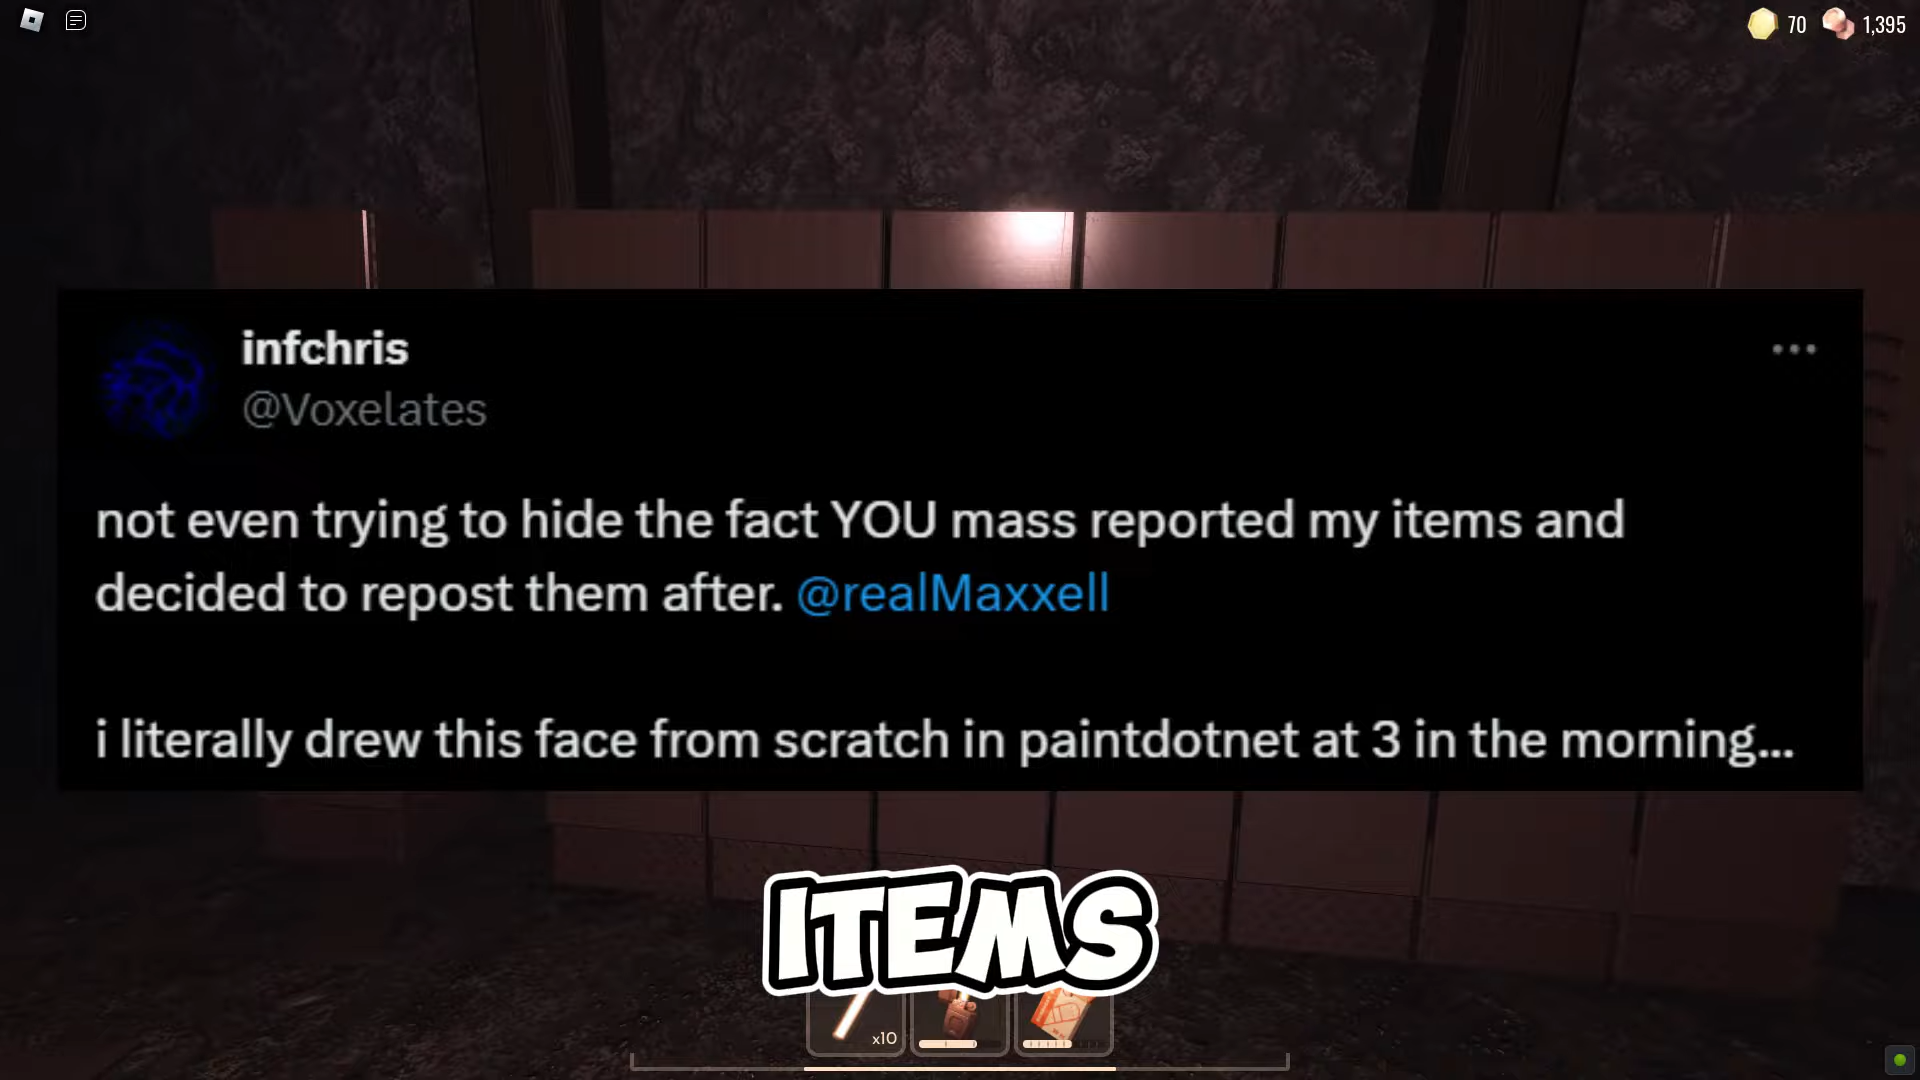 70 1,395
infchris
@Voxelates
not even trying to hide the fact YOU mass reported my items and
decided to repost them after. @realMaxxell
i literally drew this face from scratch in paintdotnet at 3 in the morning...
ITEMS
x10